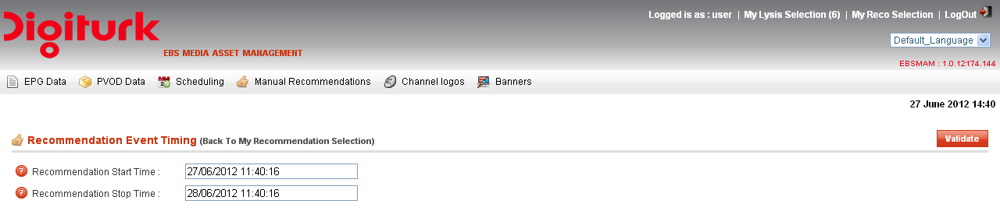 Logged is as : user | My Lysis Selection (6) | My Reco Selection | LogOut
Digiturk
Default_Language
EBS MEDIA ASSET MANAGEMENT
EBSMAM : 1.0.12174.144
EPG Data PVOD Data Scheduling Manual Recommendations Channel logos Banners
27 June 2012 14:40
Recommendation Event Timing (Back To My Recommendation Selection) Validate
Recommendation Start Time : 27/06/2012 11:40:16
Recommendation Stop Time : 28/06/2012 11:40:16